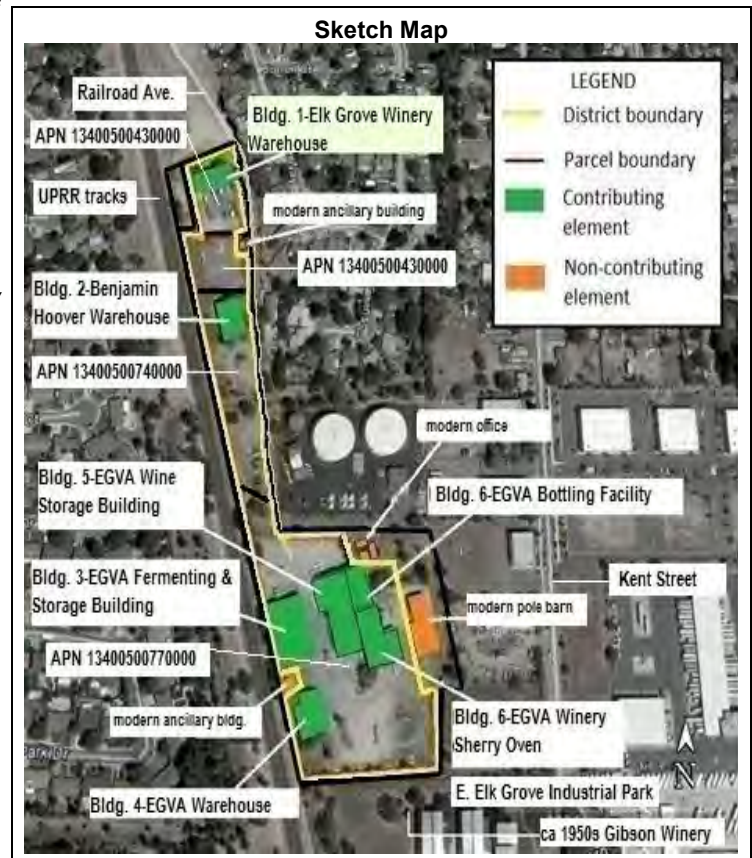 Sketch Map
Railroad Ave.
APN 13400500430000
Bldg. 1-Elk Grove Winery
Warehouse
UPRR tracks
modern ancillary building
APN 13400500430000
Bldg. 2-Benjamin
Hoover Warehouse
APN 13400500740000
LEGEND
District boundary
Parcel boundary
Contributing
element
Non-contributing
element
modern office
Bldg. 5-EGVA Wine
Storage Building
Bldg. 6-EGVA Bottling Facility
Bldg. 3-EGVA Fermenting &
Storage Building
Kent Street
modern pole barn
APN 13400500770000
modern ancillary bldg.
Bldg. 6-EGVA Winery
Sherry Oven
Bldg. 4-EGVA Warehouse
N
E. Elk Grove Industrial Park
ca 1950s Gibson Winery